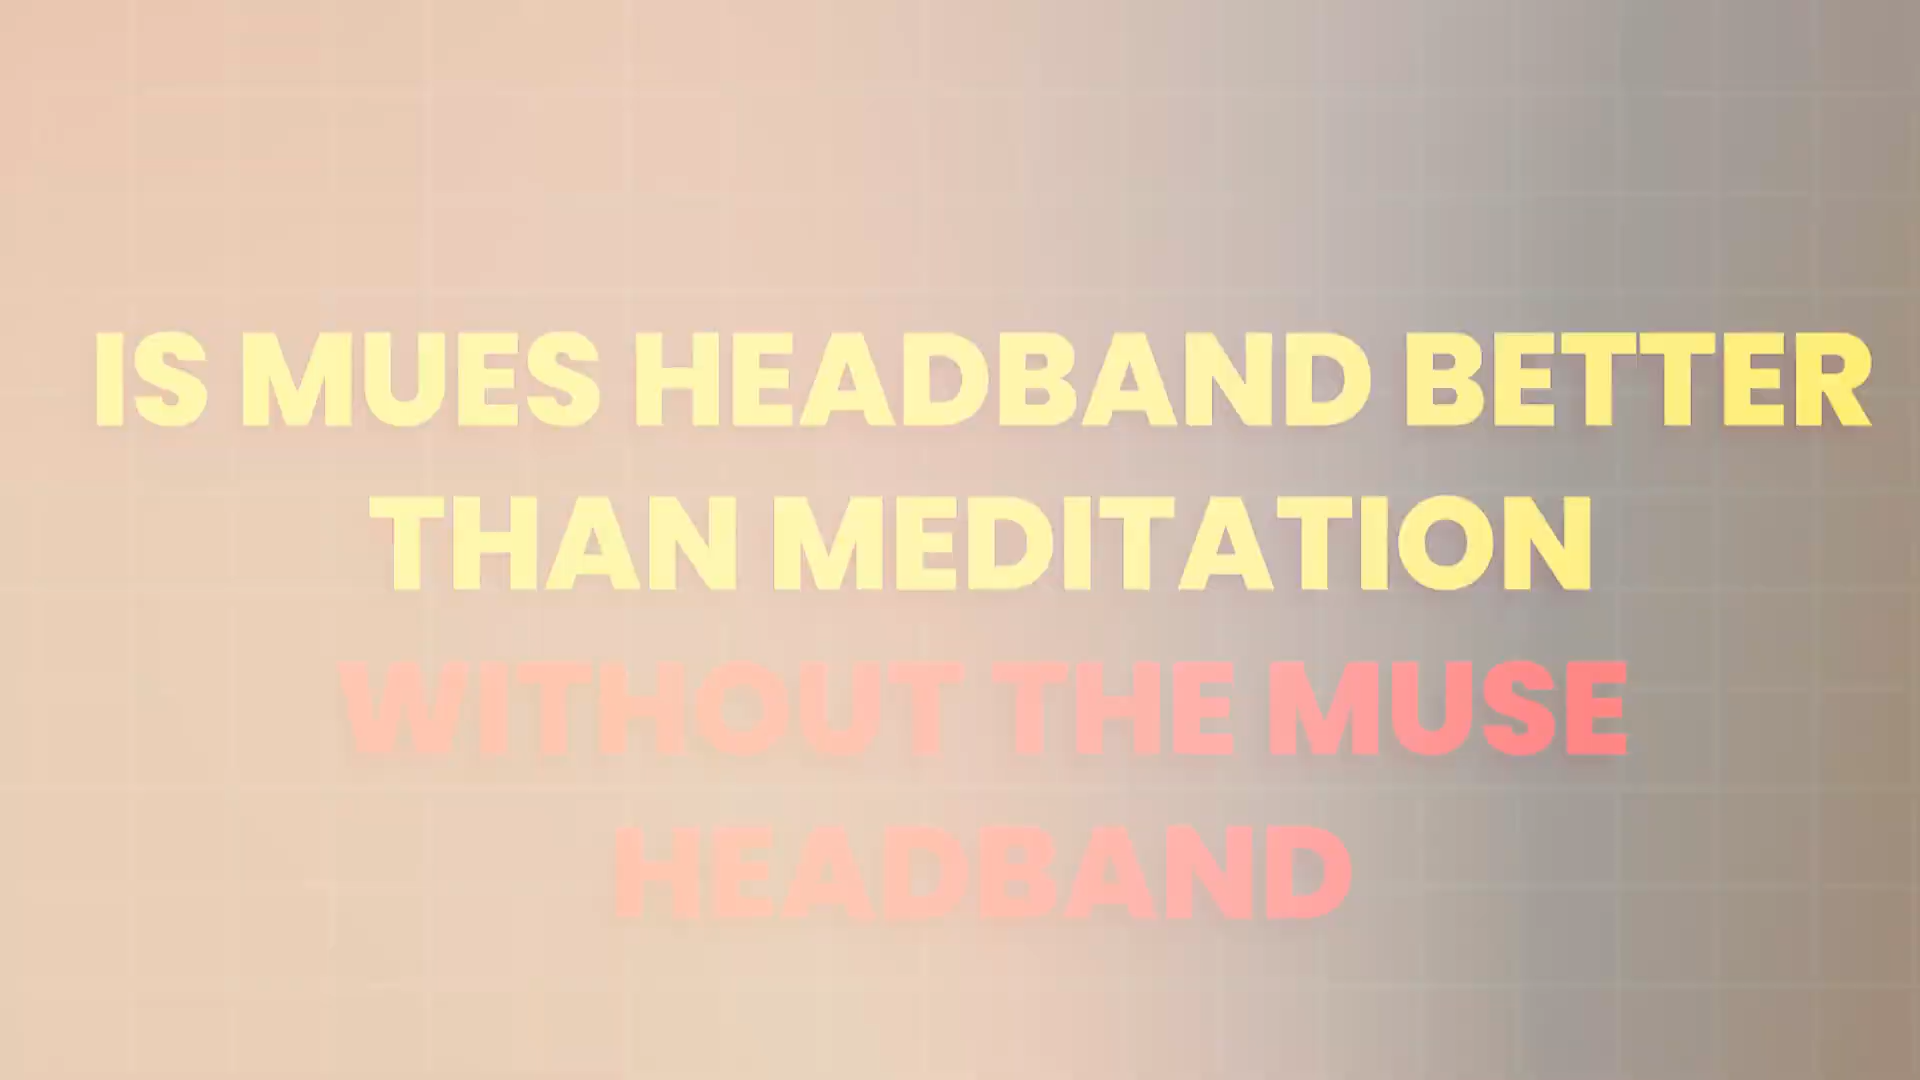 IS MUES HEADBAND BETTER
THAN MEDITATION
WITHOUT THE MUSE
HEADBAND